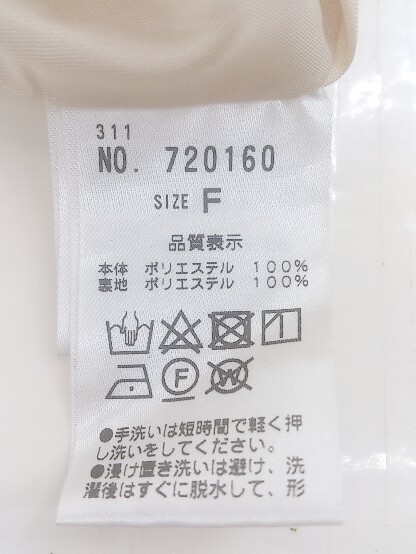 311
NO. 720160
SIZE F
品質表示
本体 ポリエステル 100%
裏地 ポリエステル 100%
F W
●手洗いは短時間で軽く押
し洗いをしてください。
●浸け置き洗いは避け、洗
濯後はすぐに脱水して、形